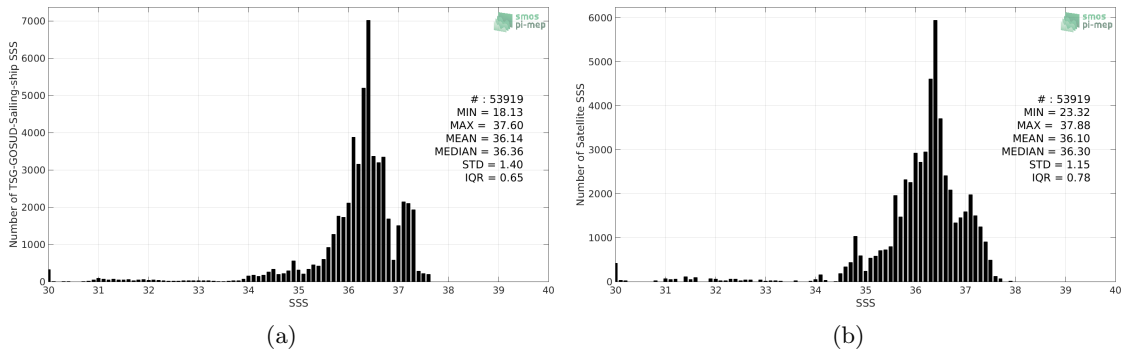 7000
6000
5000
4000
3000
2000
1000
0
Number of TSG-GOSUD-Sailing-ship SSS
smos
pi-mep
# : 53919
MIN = 18.13
MAX = 37.60
MEAN = 36.14
MEDIAN = 36.36
STD = 1.40
IQR = 0.65
30 31 32 33 34 35 36 37 38 39 40
SSS
(a)
6000
5000
4000
3000
2000
1000
0
Number of Satellite SSS
smos
pi-mep
# : 53919
MIN = 23.32
MAX = 37.88
MEAN = 36.10
MEDIAN = 36.30
STD = 1.15
IQR = 0.78
30 31 32 33 34 35 36 37 38 39 40
SSS
(b)